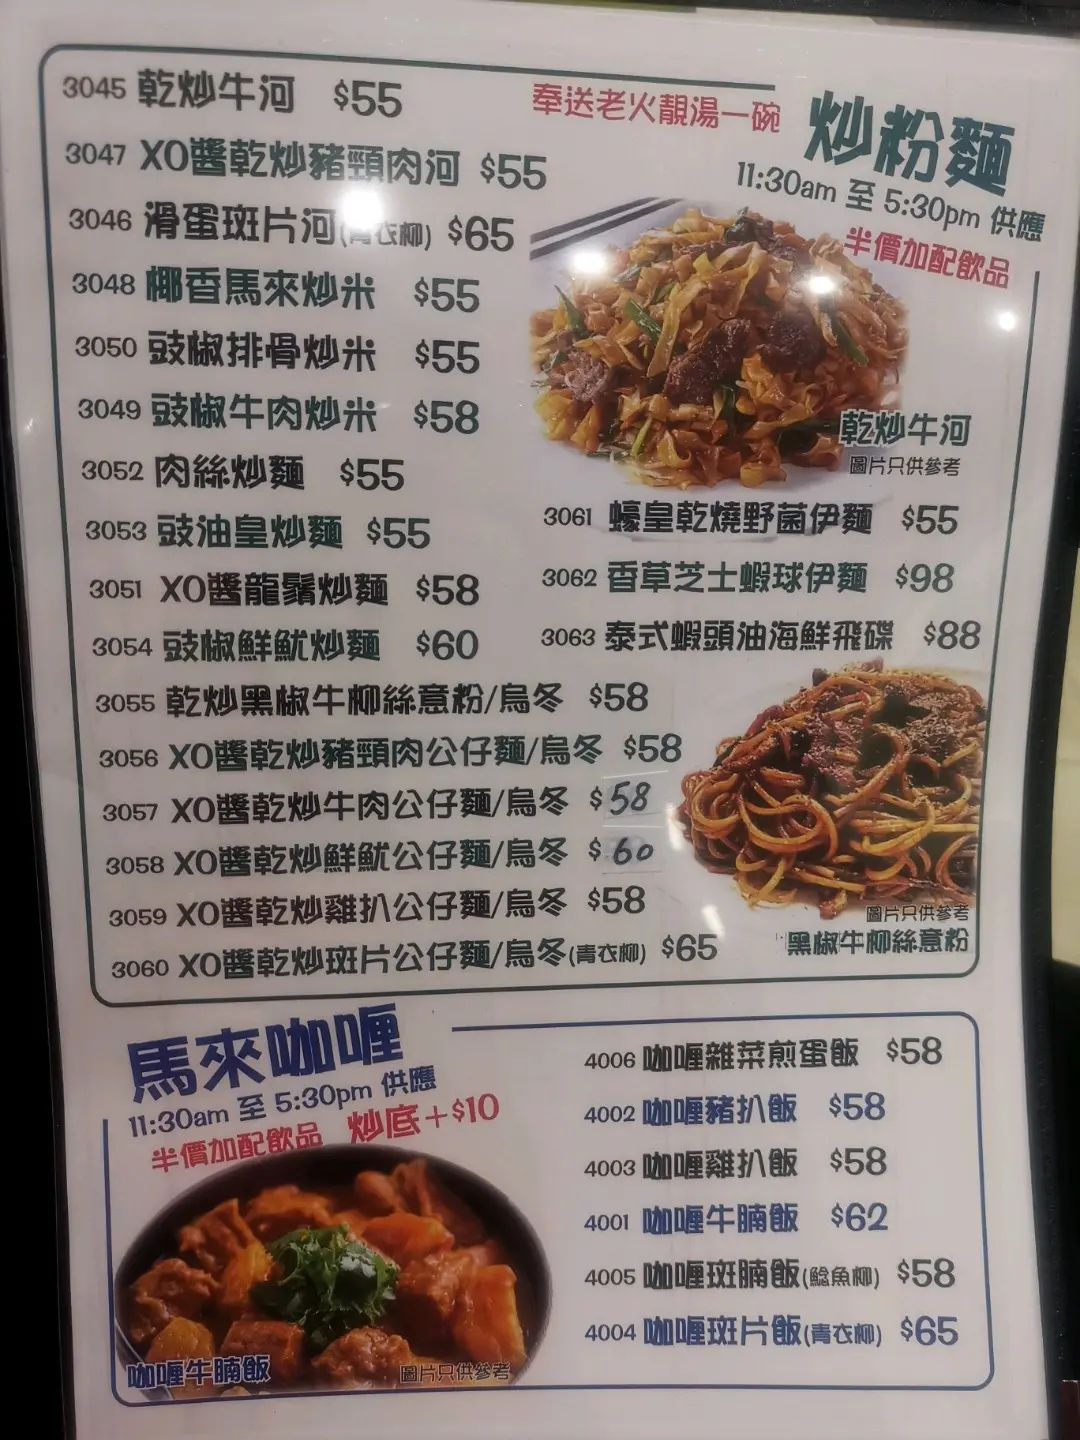 奉送老火靚湯一碗
炒粉麵
11:30am 至 5:30pm 供應
半價加配飲品
3045 乾炒牛河 $55
3047 XO醬乾炒豬頸肉河 $55
3046 滑蛋斑片河(青衣柳) $65
3048 椰香馬來炒米 $55
3050 豉椒排骨炒米 $55
3049 豉椒牛肉炒米 $58
3052 肉絲炒麵 $55
3053 豉油皇炒麵 $55
3051 XO醬龍鬚炒麵 $58
3054 豉椒鮮魷炒麵 $60
3055 乾炒黑椒牛柳絲意粉/烏冬 $58
3056 XO醬乾炒豬頸肉公仔麵/烏冬 $58
3057 XO醬乾炒牛肉公仔麵/烏冬 $58
3058 XO醬乾炒鮮魷公仔麵/烏冬 $60
3059 XO醬乾炒雞扒公仔麵/烏冬 $58
3060 XO醬乾炒斑片公仔麵/烏冬(青衣柳) $65
乾炒牛河
圖片只供參考
3061 蠔皇乾燒野菌伊麵 $55
3062 香草芝士蝦球伊麵 $98
3063 泰式蝦頭油海鮮飛碟 $88
圖片只供參考
黑椒牛柳絲意粉
馬來咖喱
11:30am 至 5:30pm 供應
半價加配飲品 炒底+$10
咖喱牛腩飯
圖片只供參考
4006 咖喱雜菜煎蛋飯 $58
4002 咖喱豬扒飯 $58
4003 咖喱雞扒飯 $58
4001 咖喱牛腩飯 $62
4005 咖喱斑腩飯(鯰魚柳) $58
4004 咖喱斑片飯(青衣柳) $65